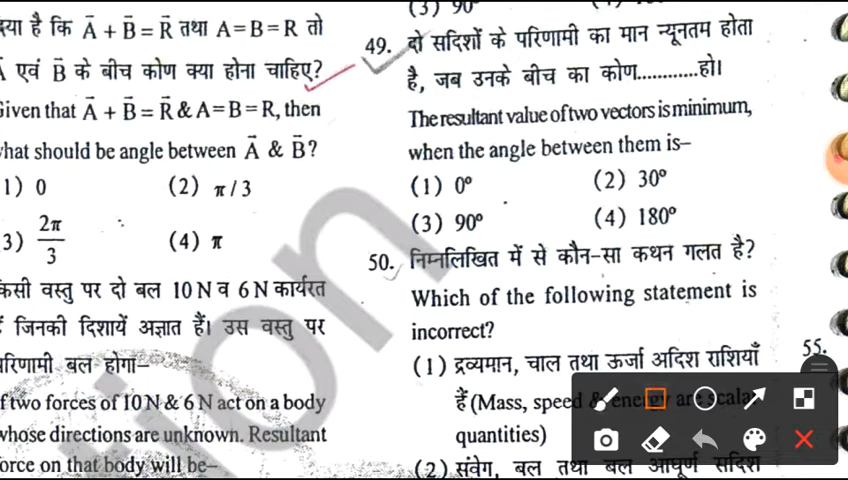 है कि A⃗ + B⃗ = R⃗ तथा A=B=R तो
एवं B⃗ के बीच कोण क्या होना चाहिए?
Given that A⃗ + B⃗ = R⃗ & A=B=R, then
what should be angle between A⃗ & B⃗?
1) 0 (2) π/3
3) 2π/3 (4) π
वस्तु पर दो बल 10 N व 6 N कार्यरत
जिनकी दिशायें अज्ञात हैं। उस वस्तु पर
बल होगा–
f two forces of 10 N & 6 N act on a body
whose directions are unknown. Resultant
force on that body will be–
(3) 90°
49. दो सदिशों के परिणामी का मान न्यूनतम होता
है, जब उनके बीच का कोण............हो।
The resultant value of two vectors is minimum,
when the angle between them is–
(1) 0° (2) 30°
(3) 90° (4) 180°
50. निम्नलिखित में से कौन-सा कथन गलत है?
Which of the following statement is
incorrect?
(1) द्रव्यमान, चाल तथा ऊर्जा अदिश राशियाँ
हैं (Mass, speed & energy are scalar
quantities)
(2) संवेग, बल तथा बल आघूर्ण सदिश
55.